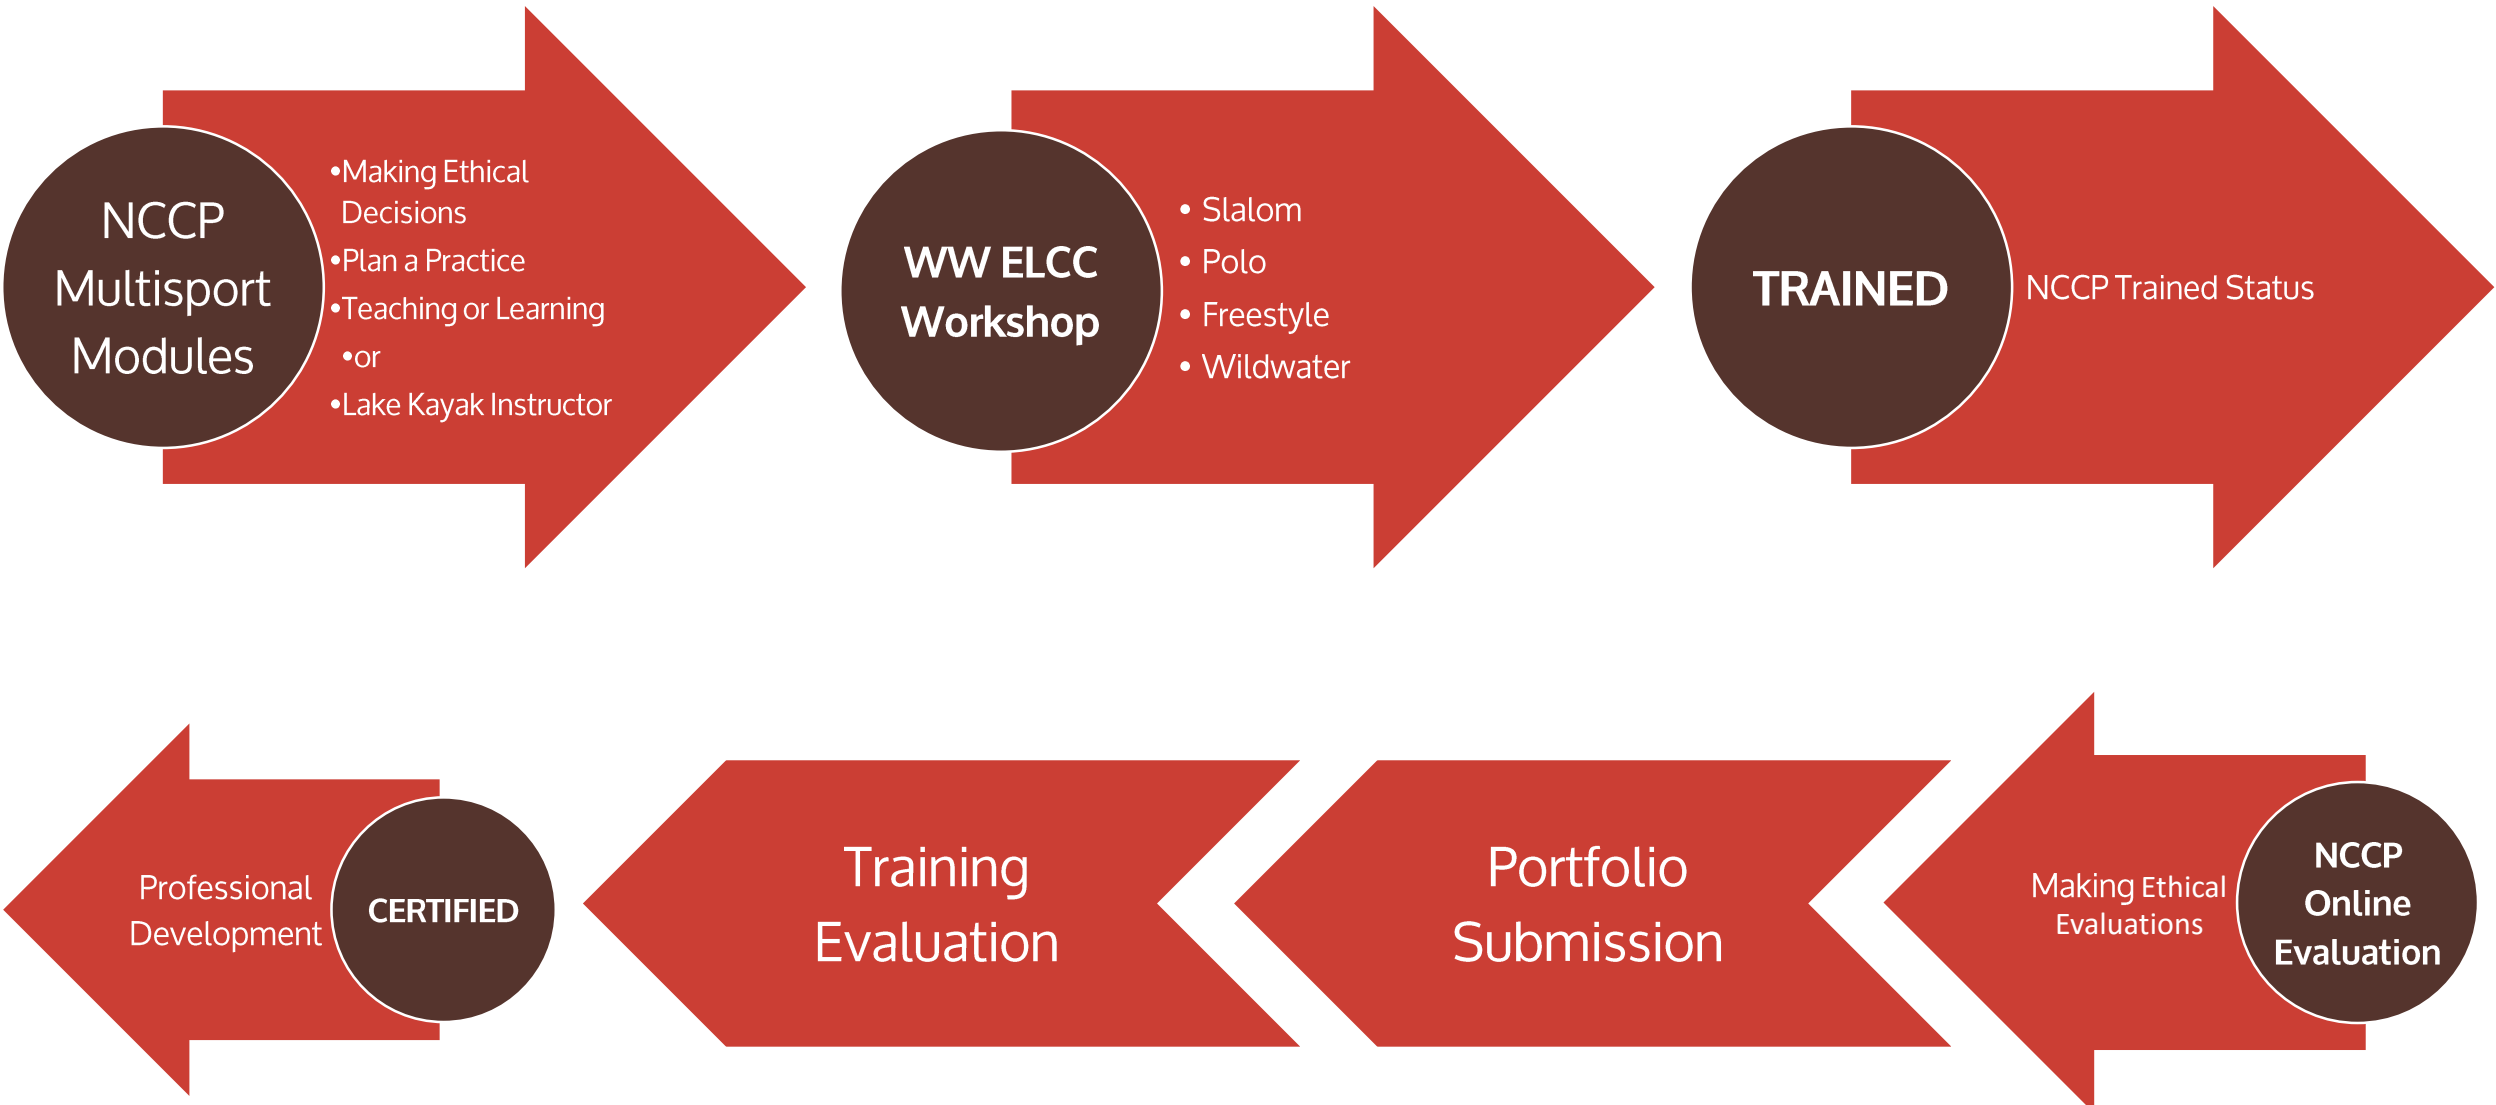 NCCP
Multisport
Modules
•Making Ethical
Decisions
•Plan a Practice
•Teaching or Learning
•or
•Lake Kayak Instructor
WW ELCC
Workshop
• Slalom
• Polo
• Freestyle
• Wildwater
TRAINED
NCCP Trained Status
NCCP
Online
Evaluation
Making Ethical
Evaluations
Portfolio
Submission
Training
Evaluation
CERTIFIED
Professional
Development